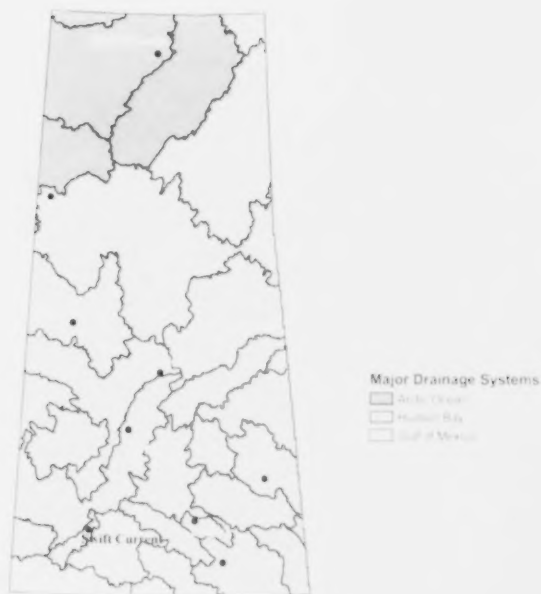 Major Drainage Systems
Arctic Ocean
Hudson Bay
Gulf of Mexico
Swift Current